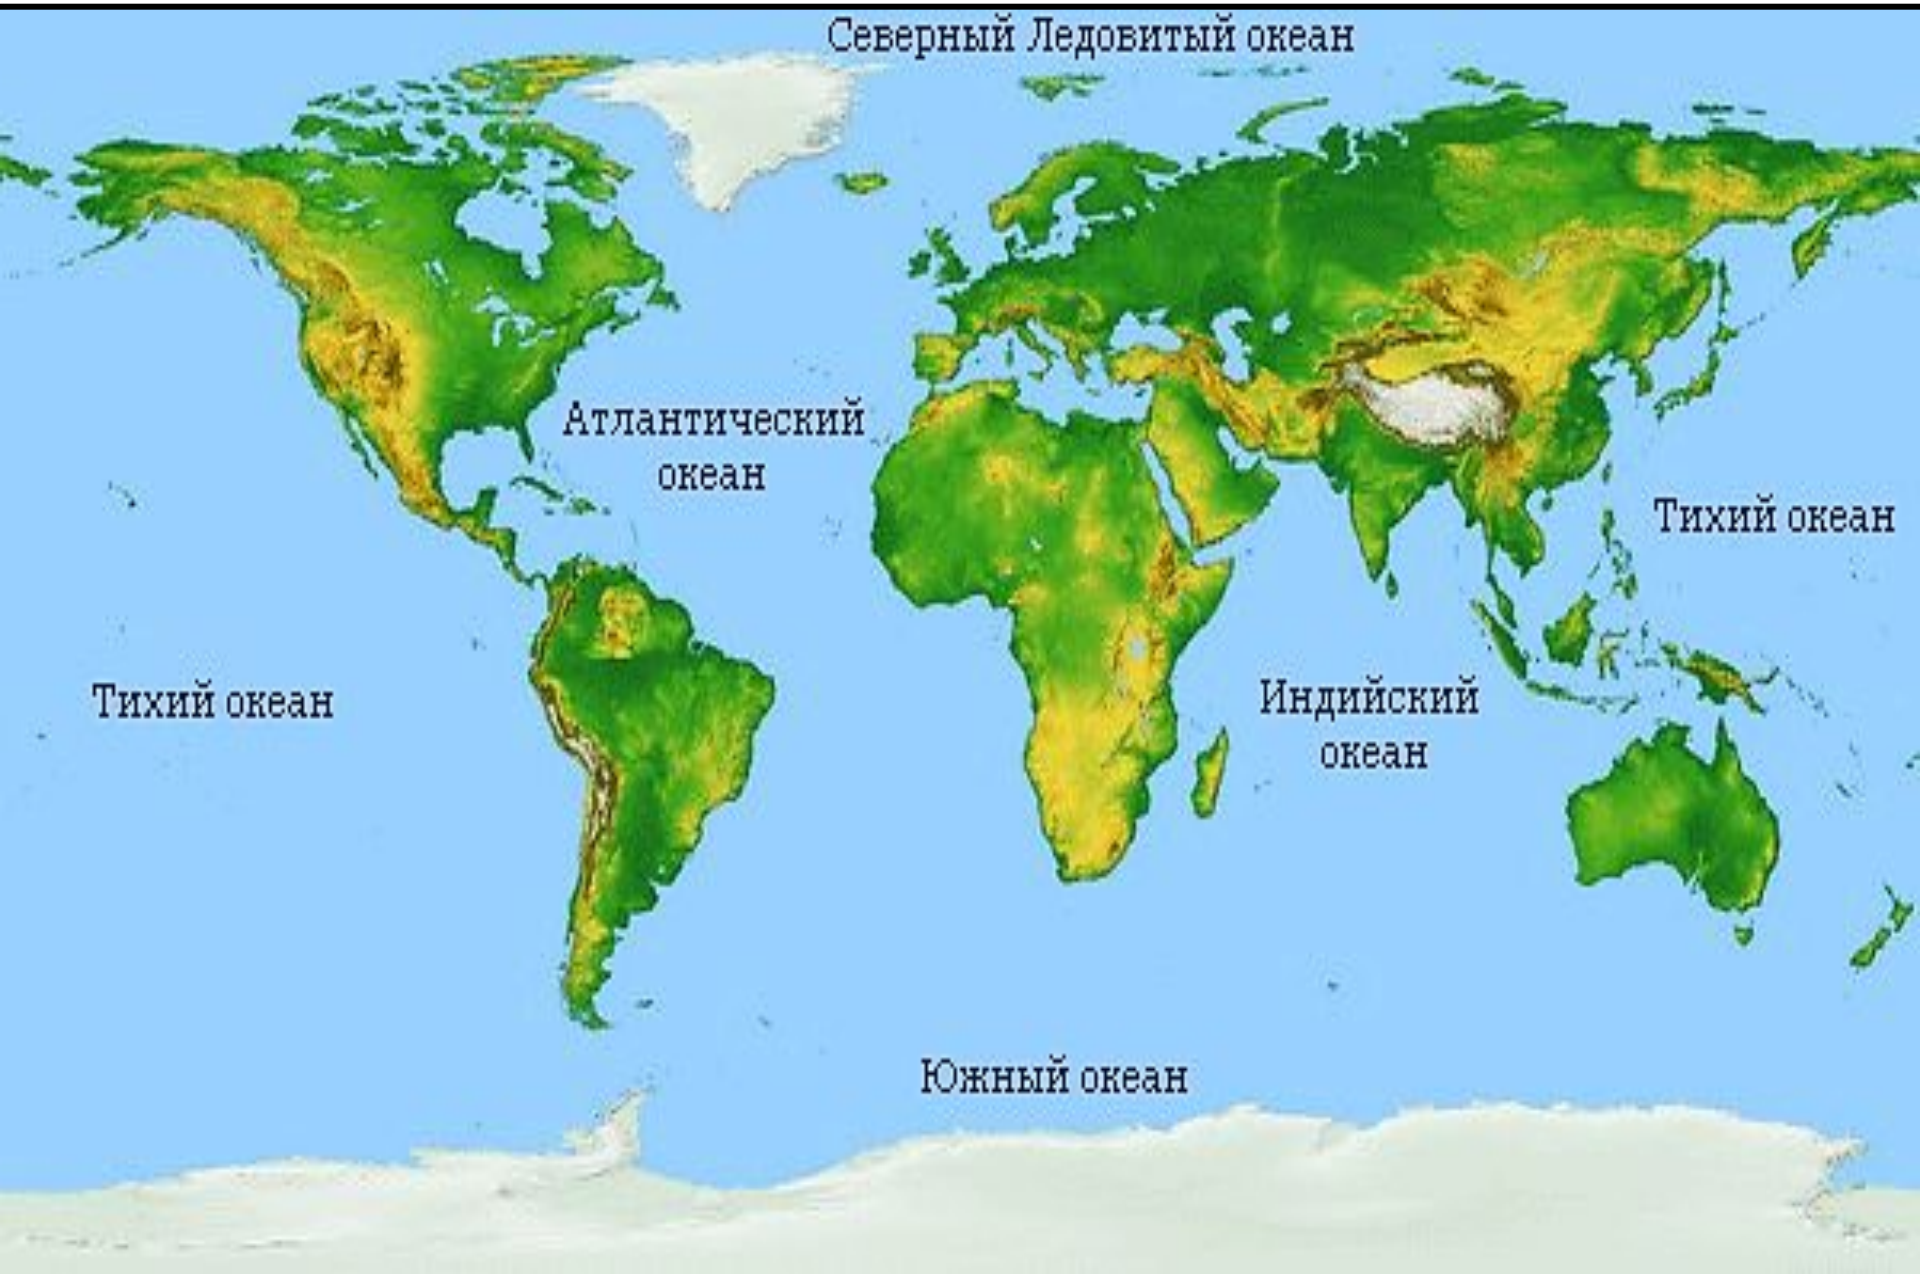 Северный Ледовитый океан
Атлантический
океан
Тихий океан
Тихий океан
Индийский
океан
Южный океан